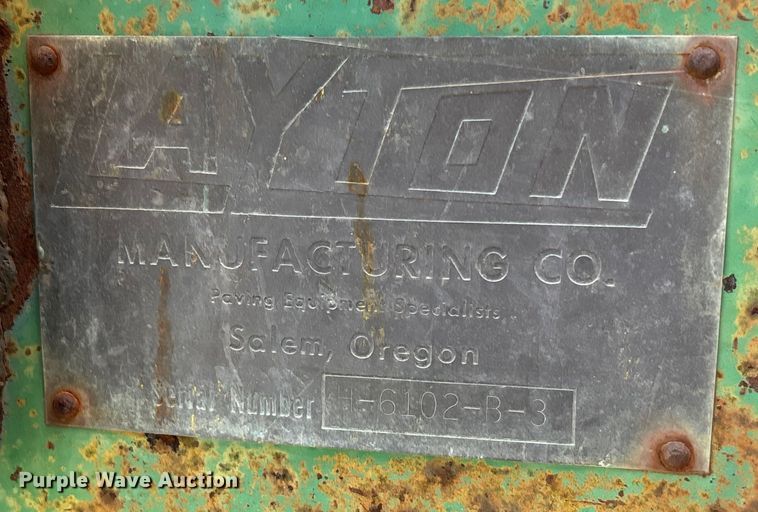 LAYTON
MANUFACTURING CO.
Paving Equipment Specialists
Salem, Oregon
Serial Number H-6102-B-3
Purple Wave Auction